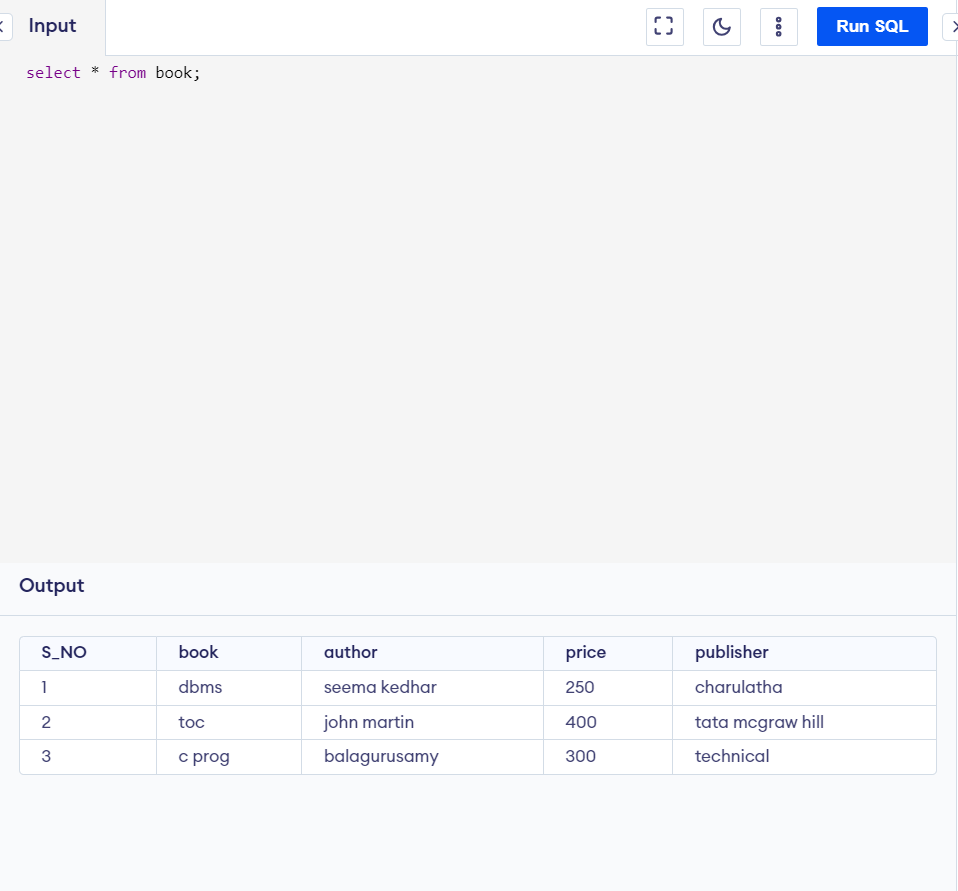 Input
Run SQL
select * from book;
Output
S_NO book author price publisher
1 dbms seema kedhar 250 charulatha
2 toc john martin 400 tata mcgraw hill
3 c prog balagurusamy 300 technical